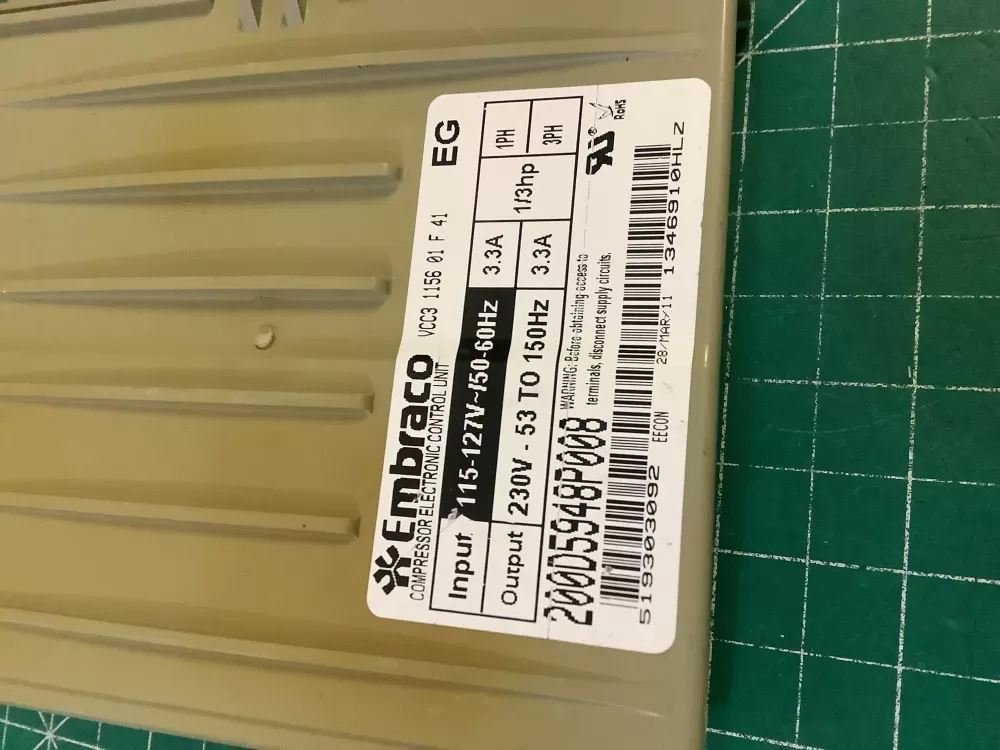 Embraco VCC3 1156 01 F 41 EG
COMPRESSOR ELECTRONIC CONTROL UNIT
Input 115-127V~/50-60Hz 3.3A 1/3hp 1PH
Output 230V - 53 TO 150Hz 3.3A 3PH
200D5948P008
WARNING: Before obtaining access to
terminals, disconnect supply circuits.
RU® RoHS
519303092 EECON 28/MAR/11 1346910HLZ